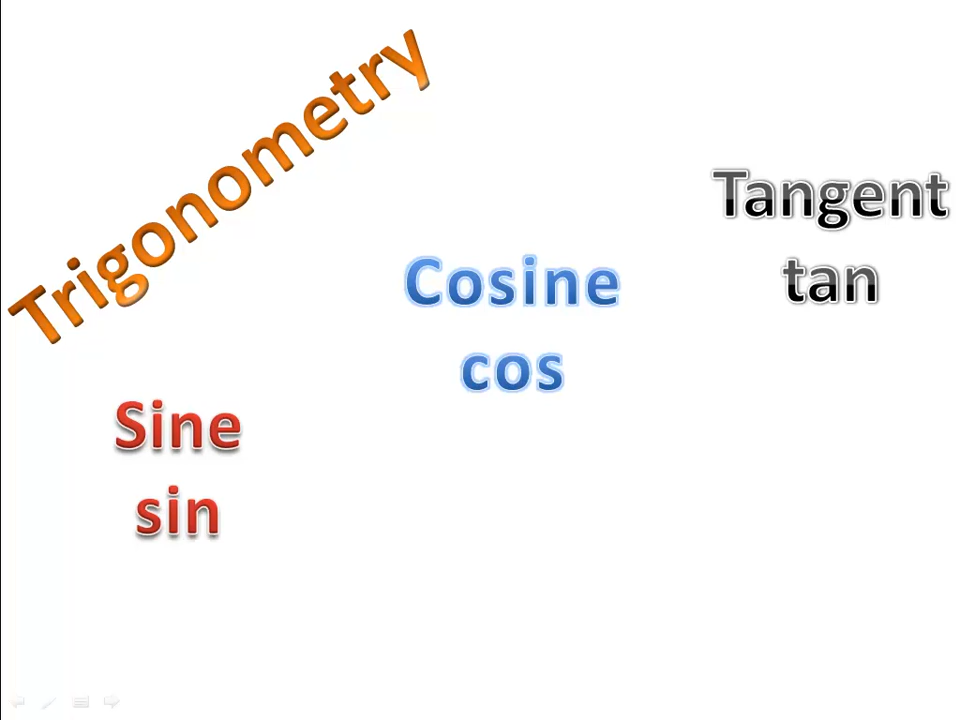 Trigonometry
Sine
sin
Cosine
cos
Tangent
tan